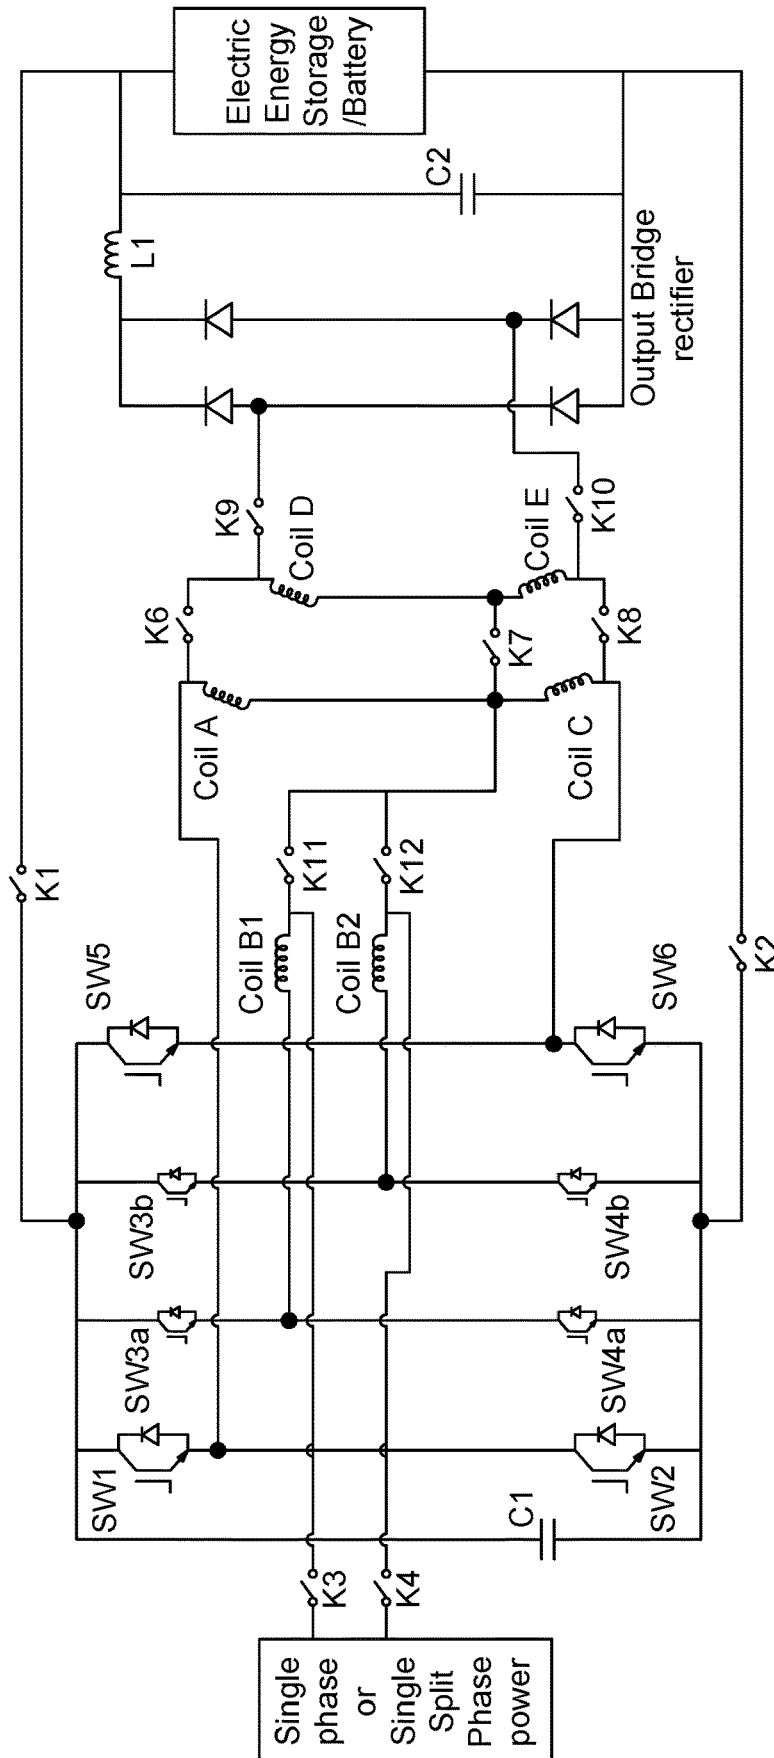 Single
phase
or
Single
Split
Phase
power
K3
K4
C1
SW1
SW2
SW3a
SW4a
SW3b
SW4b
SW5
SW6
K1
K2
Coil B1
Coil B2
K11
K12
Coil A
Coil C
K6
K7
K8
Coil D
Coil E
K9
K10
Output Bridge
rectifier
L1
C2
Electric
Energy
Storage
/Battery